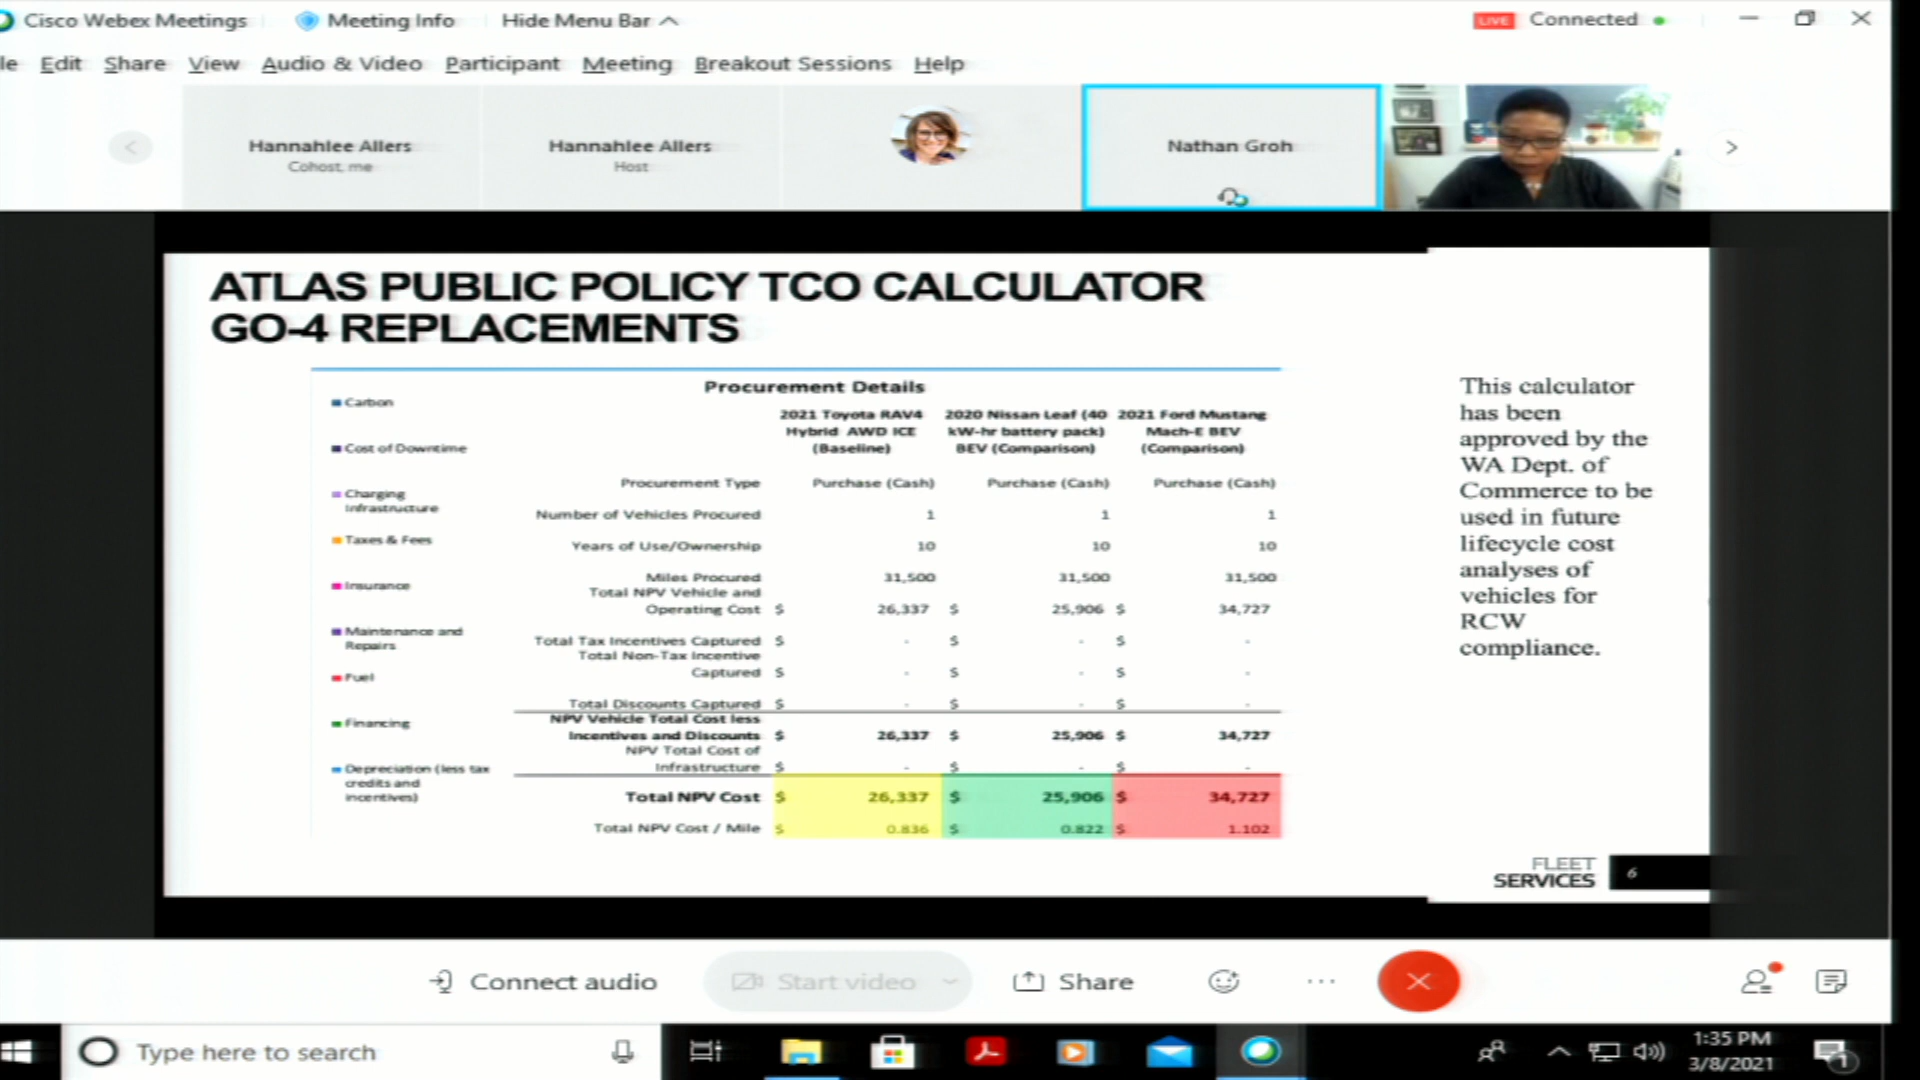 Cisco Webex Meetings Meeting Info Hide Menu Bar LIVE Connected
le Edit Share View Audio & Video Participant Meeting Breakout Sessions Help
Hannahlee Allers
Cohost, me
Hannahlee Allers
Host
Nathan Groh
ATLAS PUBLIC POLICY TCO CALCULATOR
GO-4 REPLACEMENTS
Carbon
Cost of Downtime
Charging
Infrastructure
Taxes & Fees
Insurance
Maintenance and
Repairs
Fuel
Financing
Depreciation (less tax
credits and
incentives)
Procurement Details
2021 Toyota RAV4 2020 Nissan Leaf (40 2021 Ford Mustang
Hybrid AWD ICE kW-hr battery pack) Mach-E BEV
(Baseline) BEV (Comparison) (Comparison)
Procurement Type Purchase (Cash) Purchase (Cash) Purchase (Cash)
Number of Vehicles Procured 1 1 1
Years of Use/Ownership 10 10 10
Miles Procured 31,500 31,500 31,500
Total NPV Vehicle and
Operating Cost $ 26,337 $ 25,906 $ 34,727
Total Tax Incentives Captured $ - $ - $ -
Total Non-Tax Incentive
Captured $ - $ - $ -
Total Discounts Captured $ - $ - $ -
NPV Vehicle Total Cost less
Incentives and Discounts $ 26,337 $ 25,906 $ 34,727
NPV Total Cost of
Infrastructure $ - $ - $ -
Total NPV Cost $ 26,337 $ 25,906 $ 34,727
Total NPV Cost / Mile $ 0.836 $ 0.822 $ 1.102
This calculator
has been
approved by the
WA Dept. of
Commerce to be
used in future
lifecycle cost
analyses of
vehicles for
RCW
compliance.
FLEET
SERVICES 6
Connect audio Start video Share
Type here to search
1:35 PM
3/8/2021
1